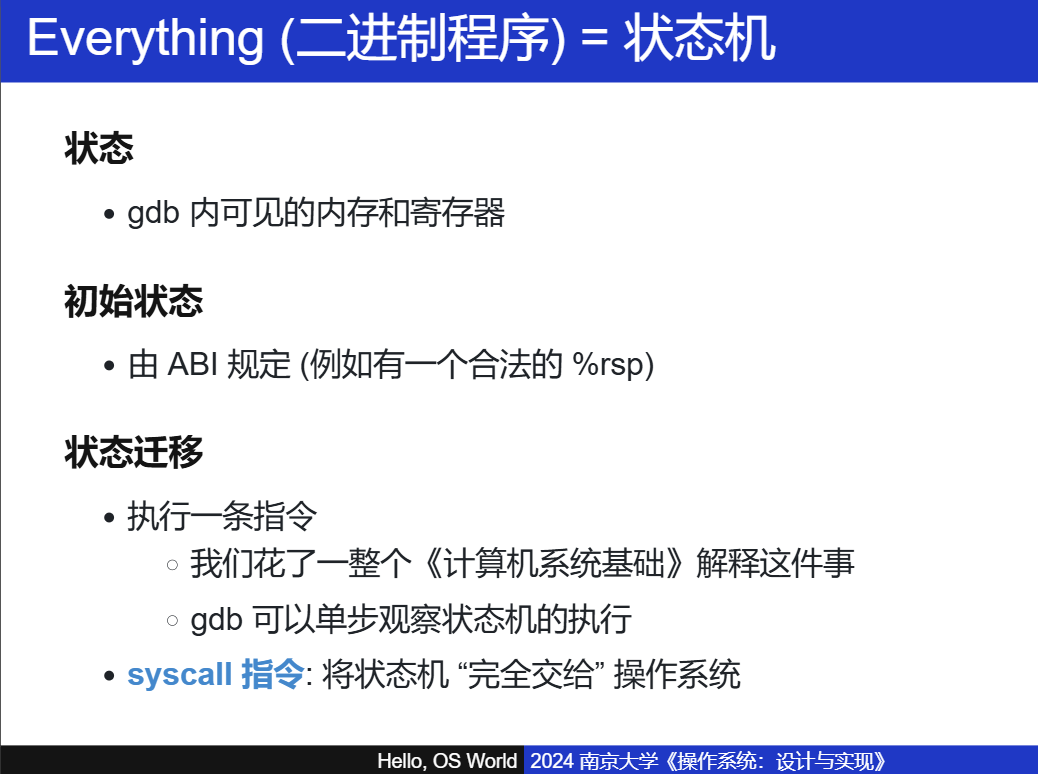 Everything (二进制程序) = 状态机
状态
• gdb 内可见的内存和寄存器
初始状态
• 由 ABI 规定 (例如有一个合法的 %rsp)
状态迁移
• 执行一条指令
○ 我们花了一整个《计算机系统基础》解释这件事
○ gdb 可以单步观察状态机的执行
• syscall 指令: 将状态机 “完全交给” 操作系统
Hello, OS World 2024 南京大学《操作系统：设计与实现》